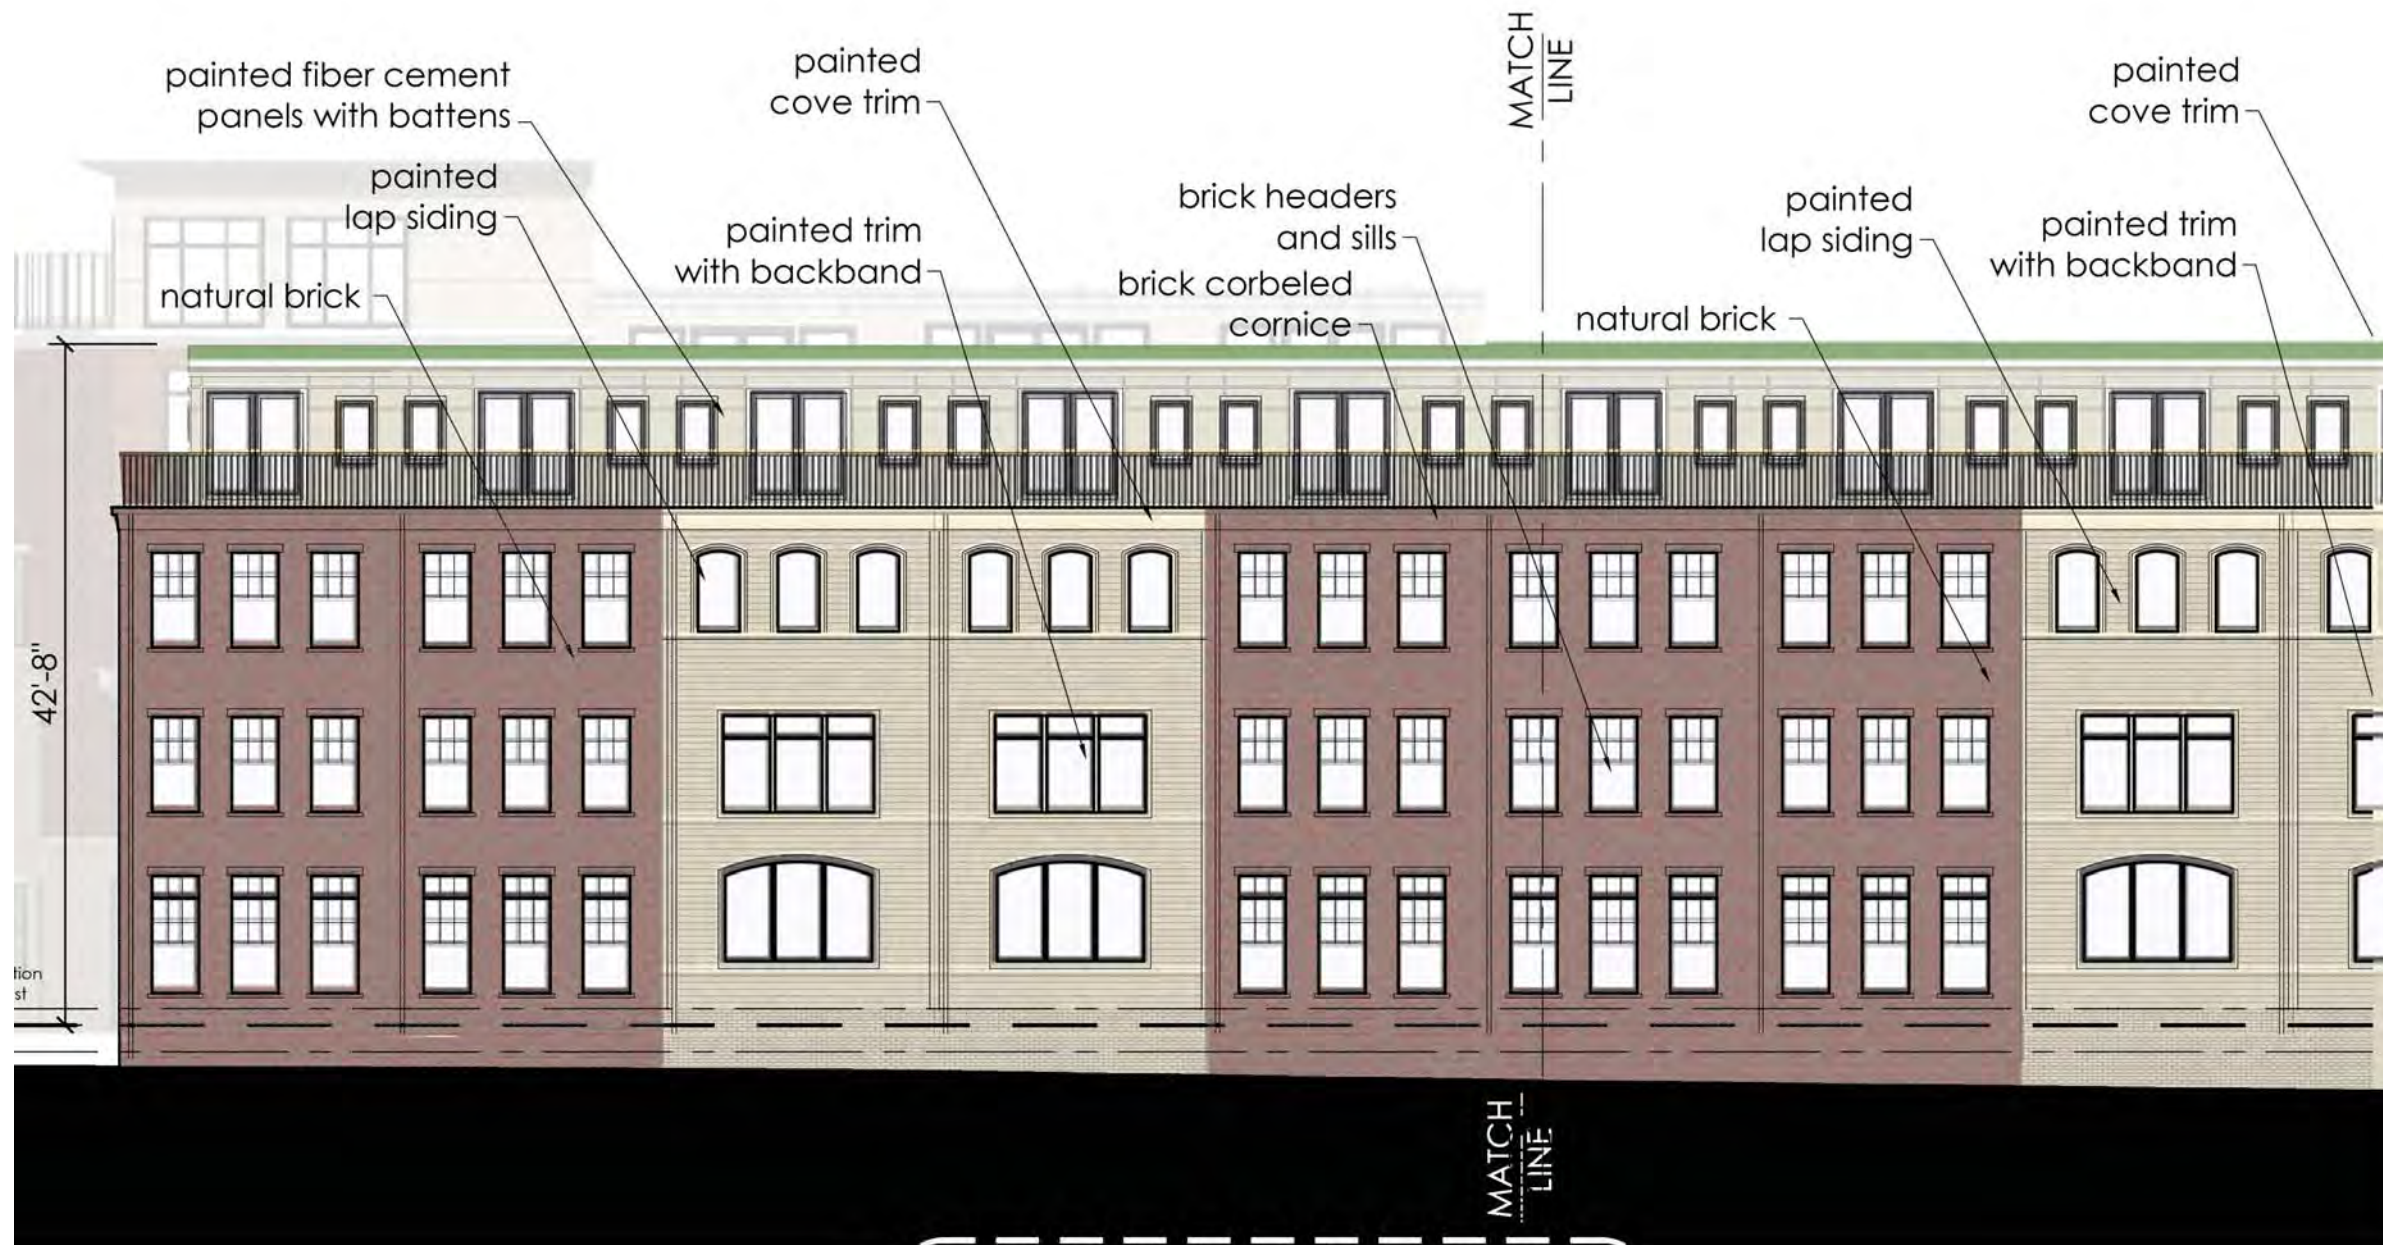 painted fiber cement
panels with battens
painted
lap siding
natural brick
painted
cove trim
painted trim
with backband
brick headers
and sills
brick corbeled
cornice
MATCH
LINE
natural brick
painted
lap siding
painted
cove trim
painted trim
with backband
42'-8"
tion
st
MATCH
LINE